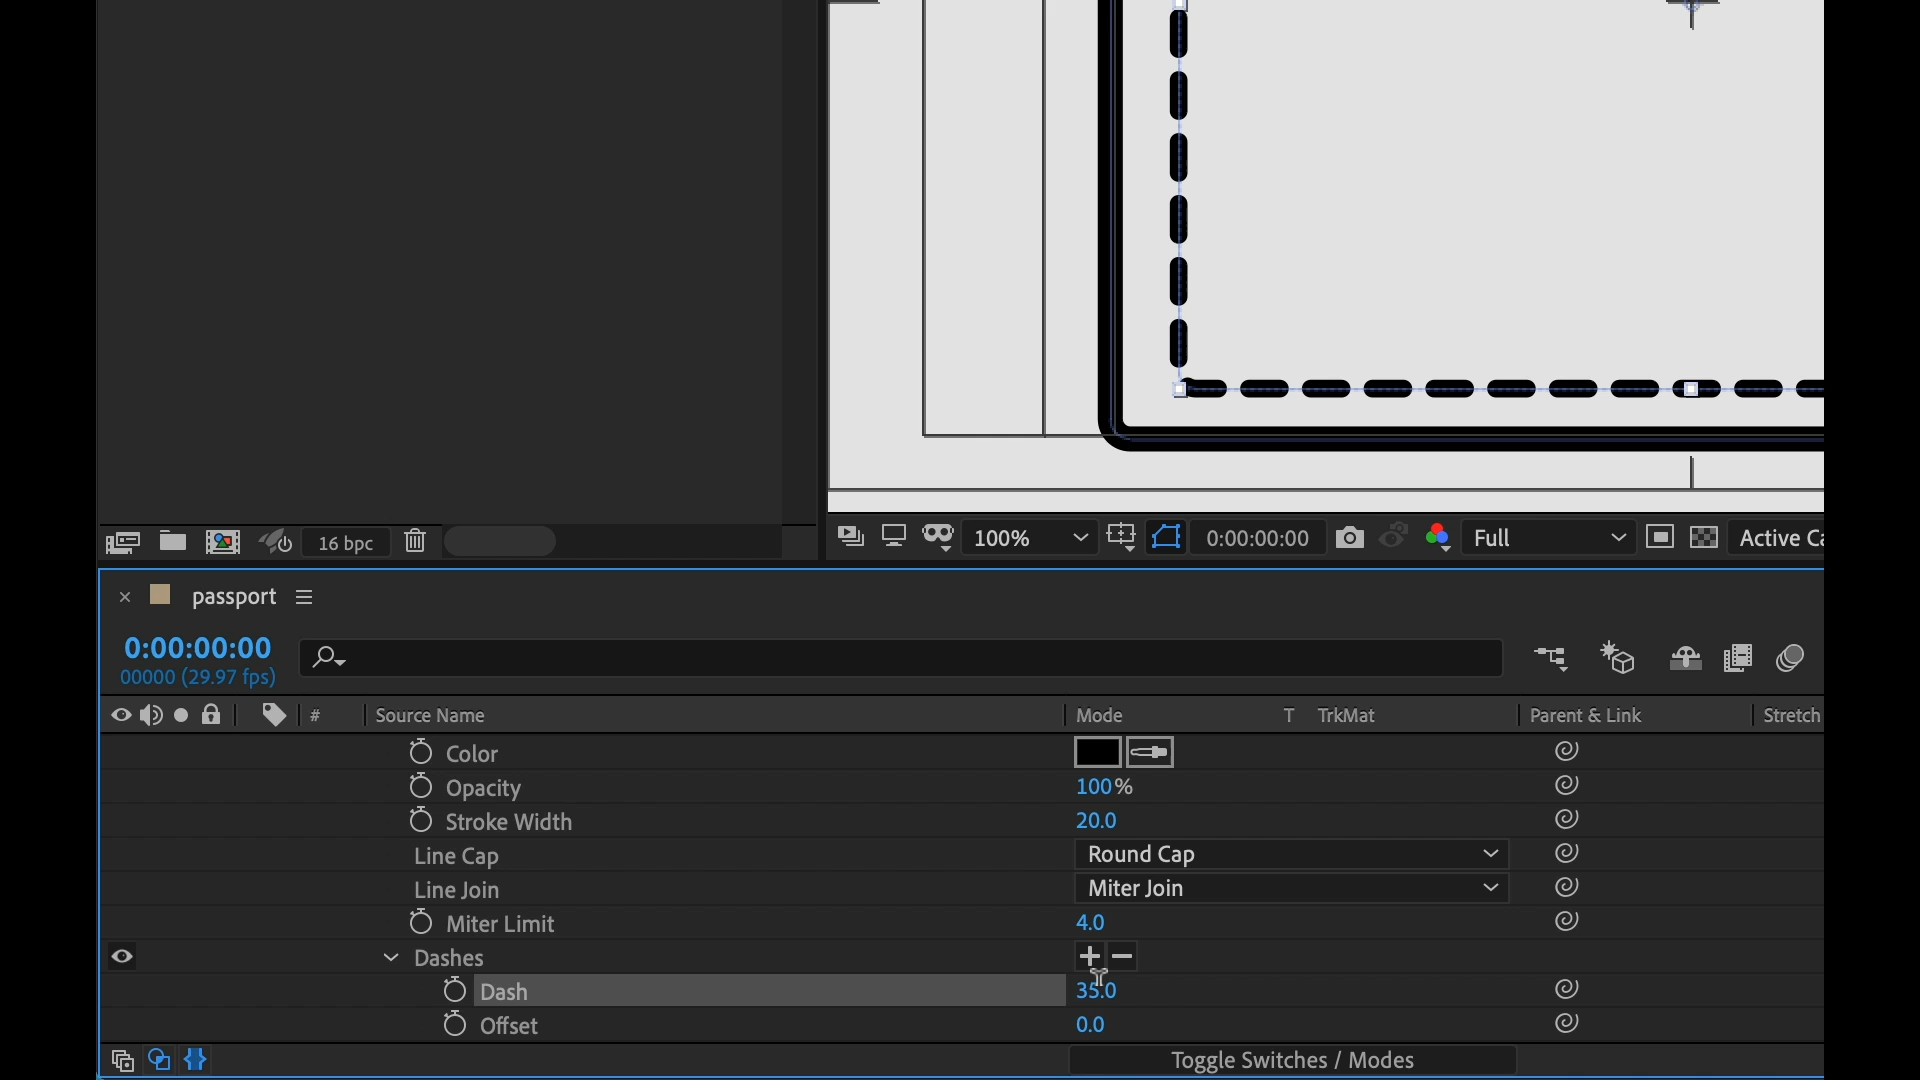 16 bpc
100%
0:00:00:00
Full
Active Ca
passport
0:00:00:00
00000 (29.97 fps)
# Source Name Mode T TrkMat Parent & Link Stretch
Color
Opacity 100%
Stroke Width 20.0
Line Cap Round Cap
Line Join Miter Join
Miter Limit 4.0
Dashes + −
Dash 35.0
Offset 0.0
Toggle Switches / Modes